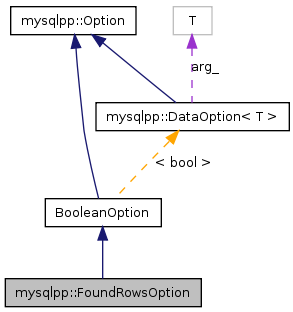 mysqlpp::Option
T
arg_
mysqlpp::DataOption< T >
< bool >
BooleanOption
mysqlpp::FoundRowsOption